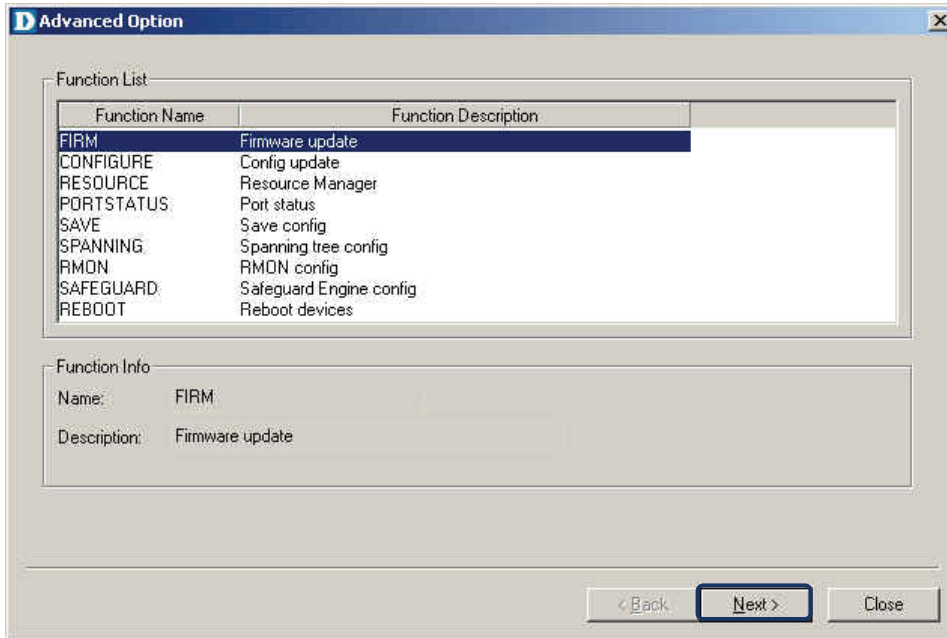 D Advanced Option
Function List
Function Name Function Description
FIRM Firmware update
CONFIGURE Config update
RESOURCE Resource Manager
PORTSTATUS Port status
SAVE Save config
SPANNING Spanning tree config
RMON RMON config
SAFEGUARD Safeguard Engine config
REBOOT Reboot devices
Function Info
Name: FIRM
Description: Firmware update
< Back Next > Close